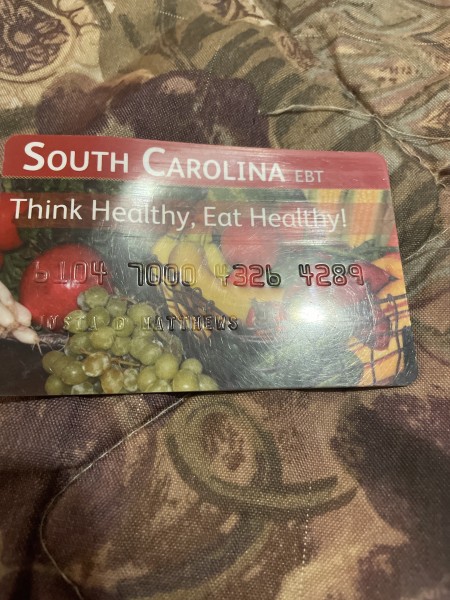 SOUTH CAROLINA EBT
Think Healthy, Eat Healthy!
6104 7000 4326 4289
MATTHEWS